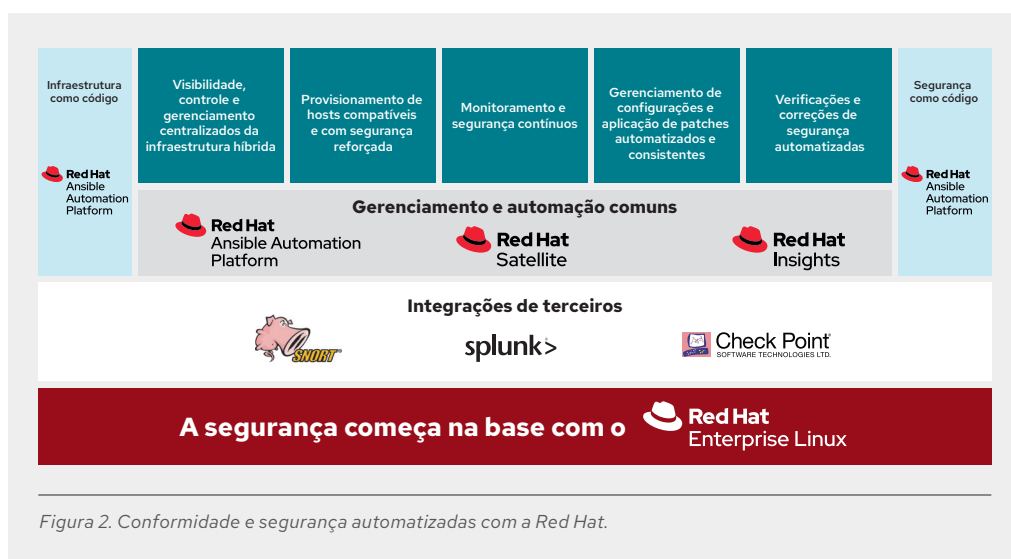 Infraestrutura
como código
Red Hat
Ansible
Automation
Platform
Visibilidade,
controle e
gerenciamento
centralizados da
infraestrutura híbrida
Provisionamento de
hosts compatíveis
e com segurança
reforçada
Monitoramento e
segurança contínuos
Gerenciamento de
configurações e
aplicação de patches
automatizados e
consistentes
Verificações e
correções de
segurança
automatizadas
Segurança
como código
Red Hat
Ansible
Automation
Platform
Gerenciamento e automação comuns
Red Hat
Ansible Automation
Platform
Red Hat
Satellite
Red Hat
Insights
Integrações de terceiros
SNORT
splunk>
Check Point
SOFTWARE TECHNOLOGIES LTD.
A segurança começa na base com o
Red Hat
Enterprise Linux
Figura 2. Conformidade e segurança automatizadas com a Red Hat.